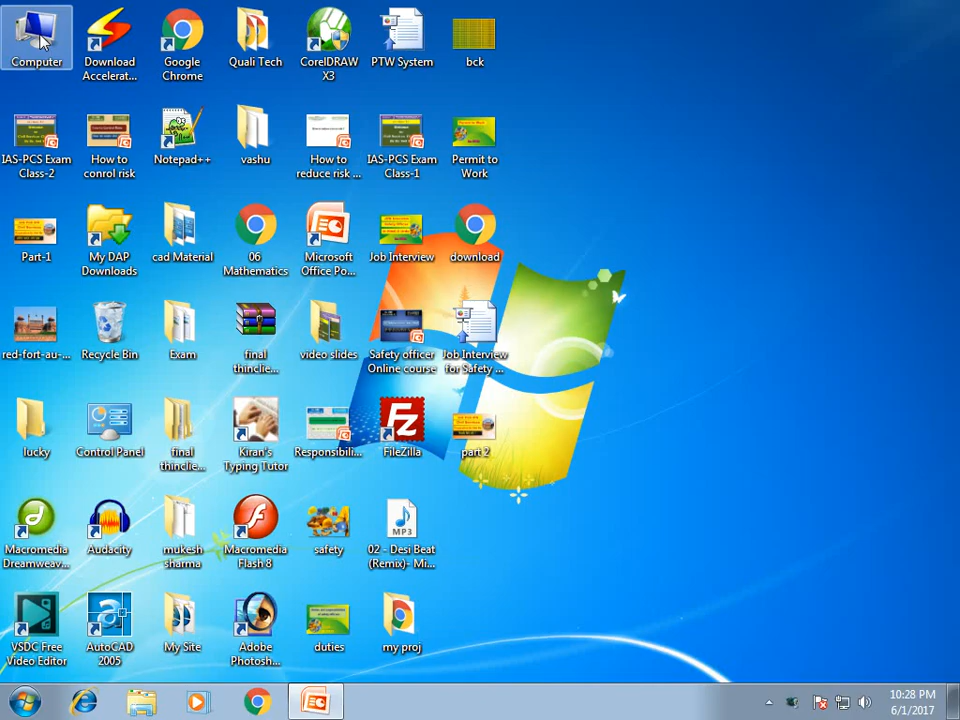 Computer
Download
Accelerat...
Google
Chrome
Quali Tech
CorelDRAW
X3
PTW System
bck
IAS-PCS Exam
Class-2
How to
conrol risk
Notepad++
vashu
How to
reduce risk ...
IAS-PCS Exam
Class-1
Permit to
Work
Part-1
My DAP
Downloads
cad Material
06
Mathematics
Microsoft
Office Po...
Job Interview
download
red-fort-au-...
Recycle Bin
Exam
final
thinclie...
video slides
Safety officer
Online course
Job Interview
for Safety ...
lucky
Control Panel
final
thinclie...
Kiran's
Typing Tutor
Responsibili...
FileZilla
part 2
Macromedia
Dreamweav...
Audacity
mukesh
sharma
Macromedia
Flash 8
safety
MP3
02 - Desi Beat
(Remix)- Mi...
VSDC Free
Video Editor
AutoCAD
2005
My Site
Adobe
Photosh...
duties
my proj
10:28 PM
6/1/2017